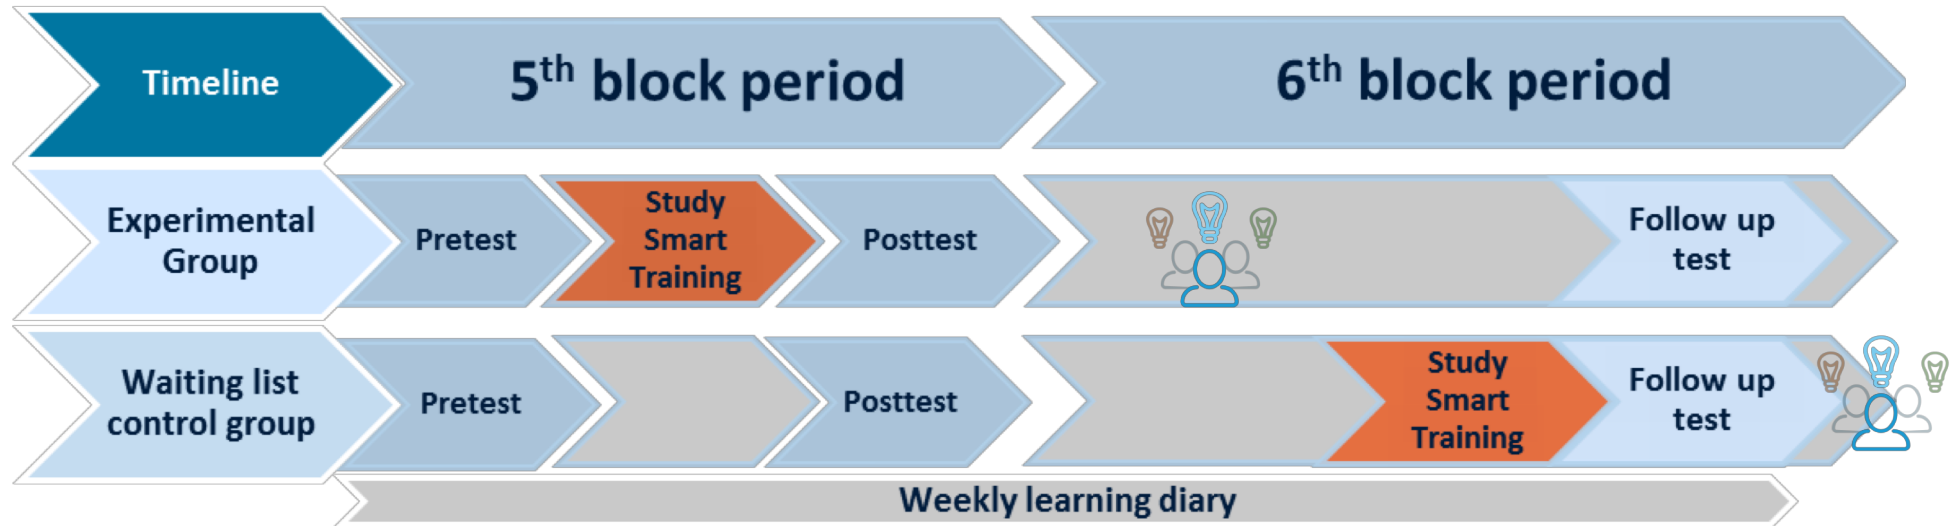 Timeline
5th block period
6th block period
Experimental
Group
Pretest
Study
Smart
Training
Posttest
Follow up
test
Waiting list
control group
Pretest
Posttest
Study
Smart
Training
Follow up
test
Weekly learning diary